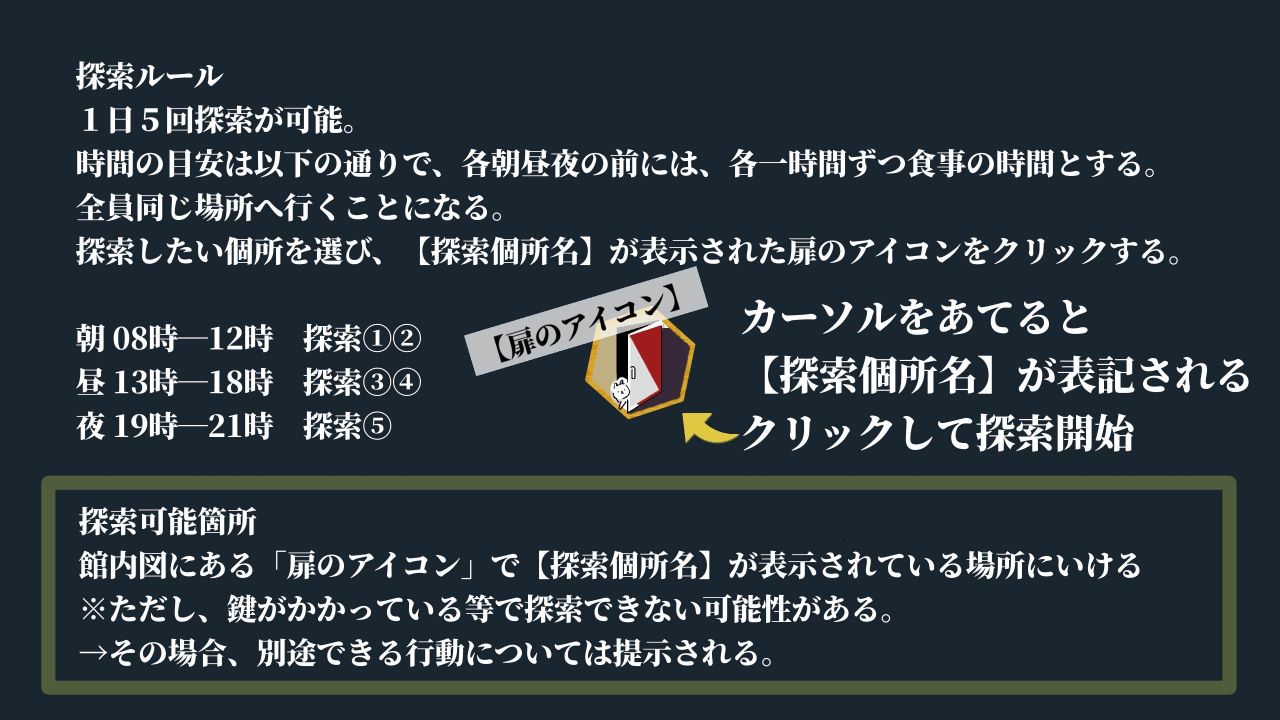 探索ルール
１日５回探索が可能。
時間の目安は以下の通りで、各朝昼夜の前には、各一時間ずつ食事の時間とする。
全員同じ場所へ行くことになる。
探索したい個所を選び、【探索個所名】が表示された扉のアイコンをクリックする。
朝 08時―12時　探索①②
昼 13時―18時　探索③④
夜 19時―21時　探索⑤
【扉のアイコン】
カーソルをあてると
【探索個所名】が表記される
クリックして探索開始
探索可能箇所
館内図にある「扉のアイコン」で【探索個所名】が表示されている場所にいける
※ただし、鍵がかかっている等で探索できない可能性がある。
→その場合、別途できる行動については提示される。